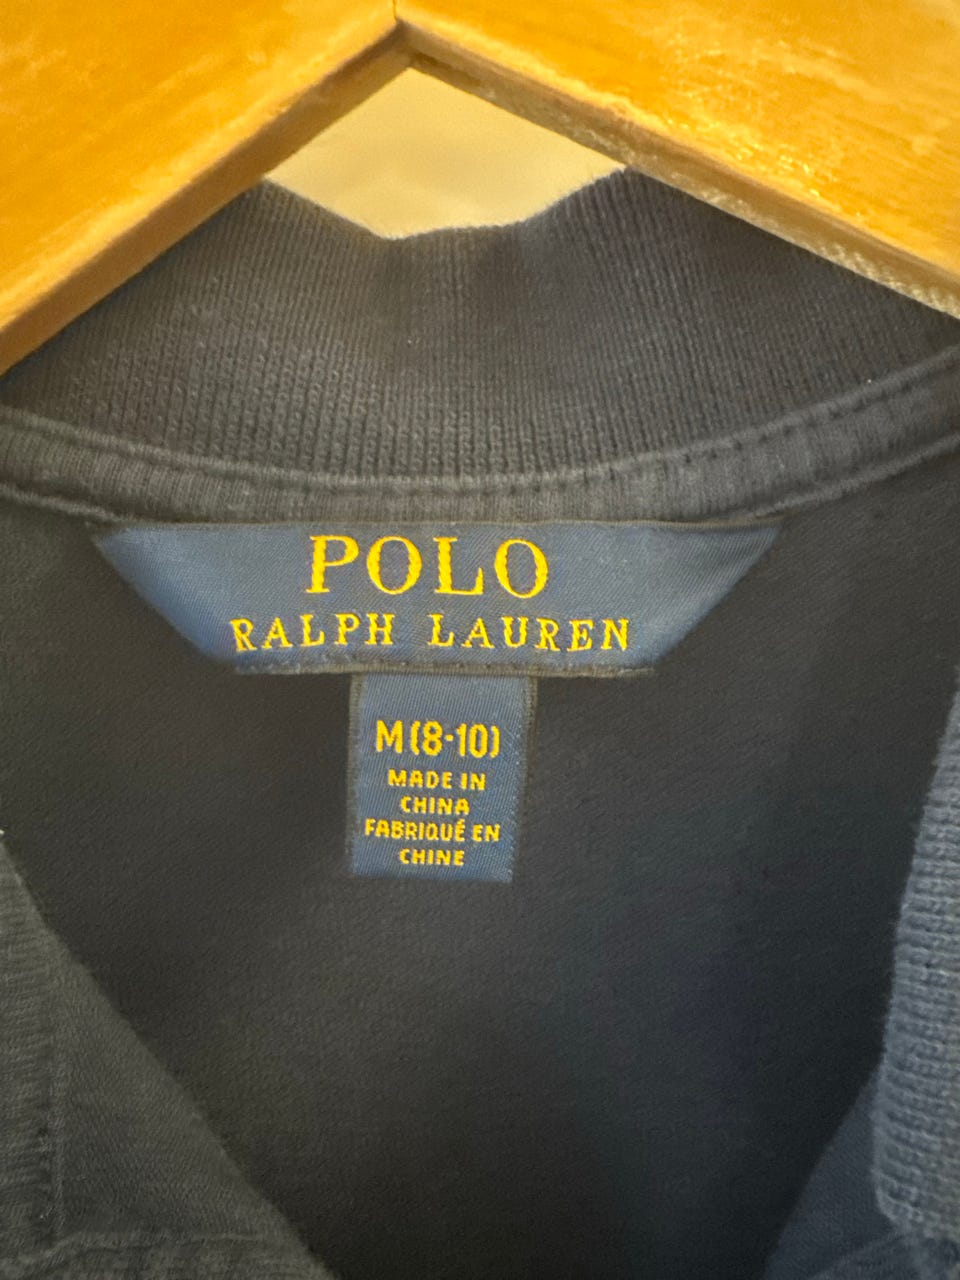 POLO
RALPH LAUREN
M(8-10)
MADE IN
CHINA
FABRIQUÉ EN
CHINE